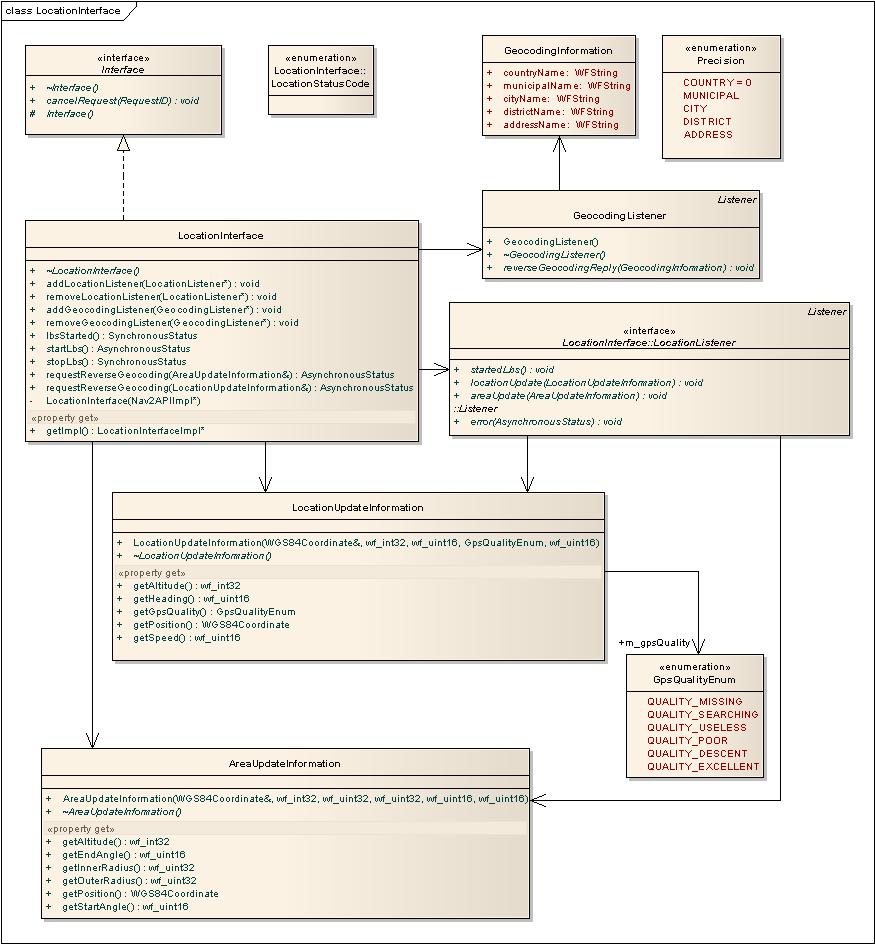 class LocationInterface
«interface»
Interface
+ ~Interface()
+ cancelRequest(RequestID) : void
# Interface()
«enumeration»
LocationInterface::
LocationStatusCode
GeocodingInformation
+ countryName: WFString
+ municipalName: WFString
+ cityName: WFString
+ districtName: WFString
+ addressName: WFString
«enumeration»
Precision
COUNTRY = 0
MUNICIPAL
CITY
DISTRICT
ADDRESS
Listener
GeocodingListener
+ GeocodingListener()
+ ~GeocodingListener()
+ reverseGeocodingReply(GeocodingInformation) : void
LocationInterface
+ ~LocationInterface()
+ addLocationListener(LocationListener*) : void
+ removeLocationListener(LocationListener*) : void
+ addGeocodingListener(GeocodingListener*) : void
+ removeGeocodingListener(GeocodingListener*) : void
+ lbsStarted() : SynchronousStatus
+ startLbs() : AsynchronousStatus
+ stopLbs() : SynchronousStatus
+ requestReverseGeocoding(AreaUpdateInformation&) : AsynchronousStatus
+ requestReverseGeocoding(LocationUpdateInformation&) : AsynchronousStatus
- LocationInterface(Nav2APIImpl*)
«property get»
+ getImpl() : LocationInterfaceImpl*
Listener
«interface»
LocationInterface::LocationListener
+ startedLbs() : void
+ locationUpdate(LocationUpdateInformation) : void
+ areaUpdate(AreaUpdateInformation) : void
::Listener
+ error(AsynchronousStatus) : void
LocationUpdateInformation
+ LocationUpdateInformation(WGS84Coordinate&, wf_int32, wf_uint16, GpsQualityEnum, wf_uint16)
+ ~LocationUpdateInformation()
«property get»
+ getAltitude() : wf_int32
+ getHeading() : wf_uint16
+ getGpsQuality() : GpsQualityEnum
+ getPosition() : WGS84Coordinate
+ getSpeed() : wf_uint16
+m_gpsQuality
«enumeration»
GpsQualityEnum
QUALITY_MISSING
QUALITY_SEARCHING
QUALITY_USELESS
QUALITY_POOR
QUALITY_DESCENT
QUALITY_EXCELLENT
AreaUpdateInformation
+ AreaUpdateInformation(WGS84Coordinate&, wf_int32, wf_uint32, wf_uint32, wf_uint16, wf_uint16)
+ ~AreaUpdateInformation()
«property get»
+ getAltitude() : wf_int32
+ getEndAngle() : wf_uint16
+ getInnerRadius() : wf_uint32
+ getOuterRadius() : wf_uint32
+ getPosition() : WGS84Coordinate
+ getStartAngle() : wf_uint16